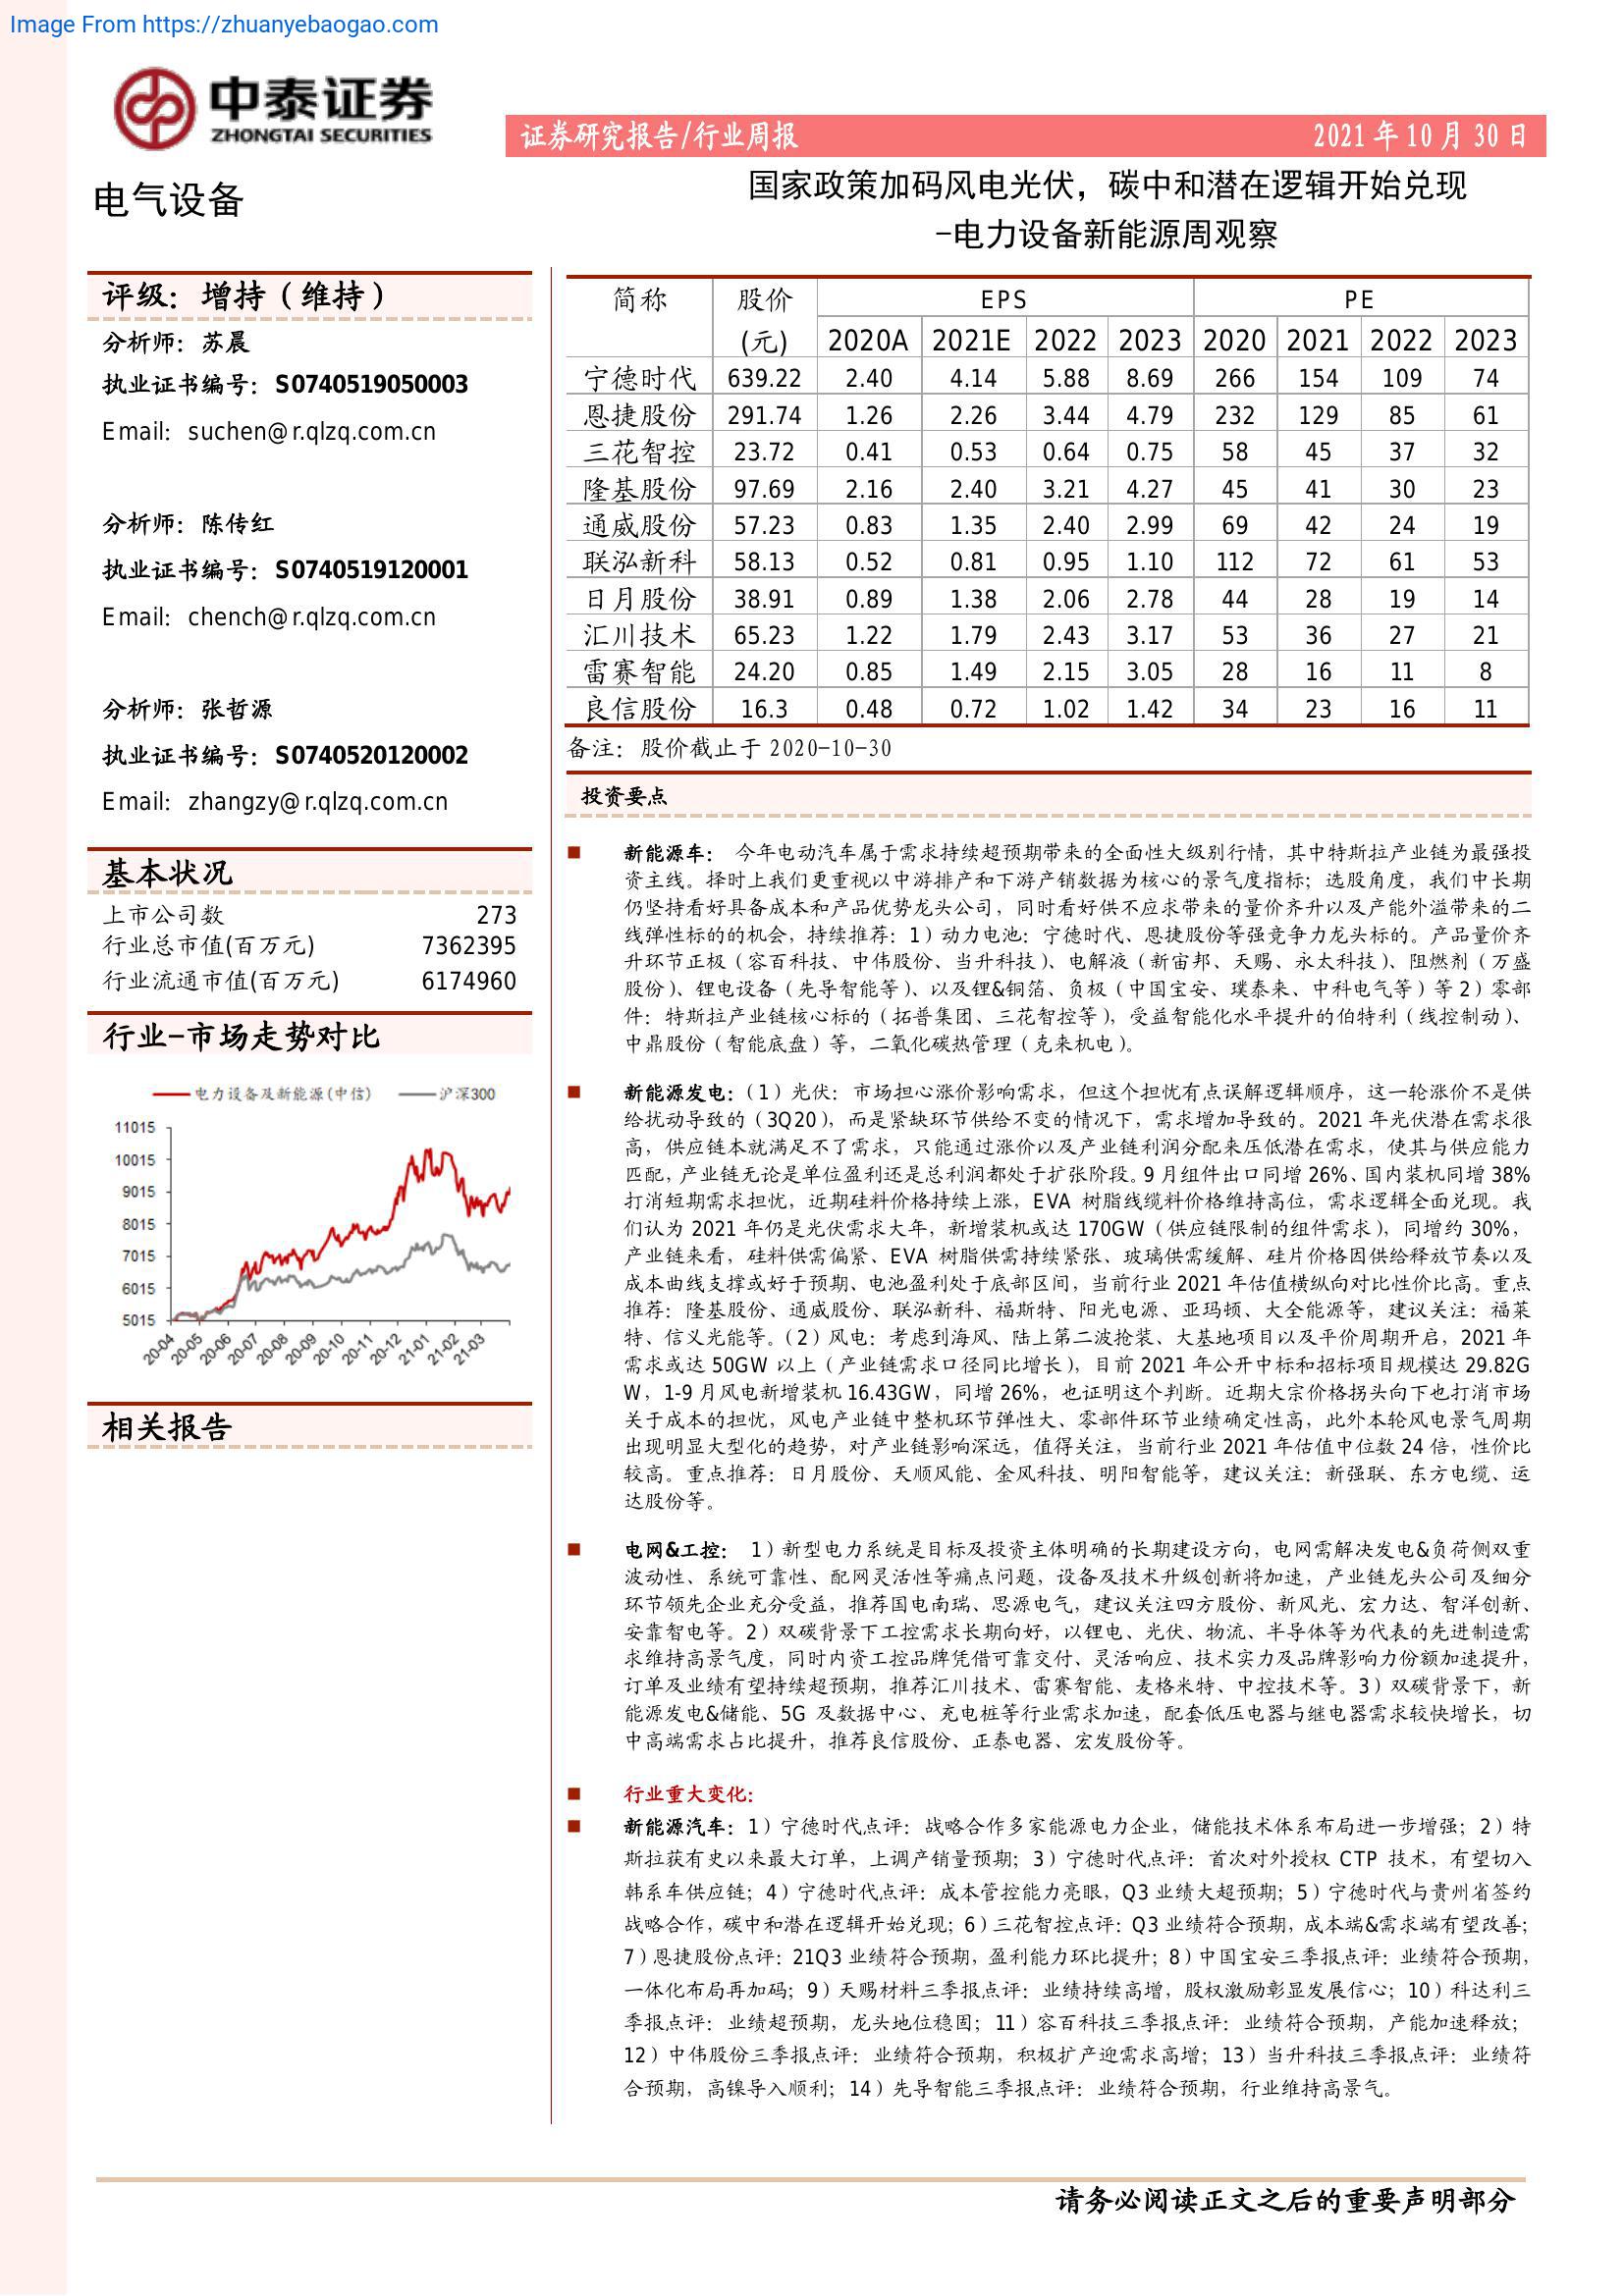 Image From https://zhuanyebaogao.com
中泰证券
ZHONGTAI SECURITIES
证券研究报告/行业周报
2021 年 10 月 30 日
电气设备
国家政策加码风电光伏，碳中和潜在逻辑开始兑现
-电力设备新能源周观察
评级：增持（维持）
分析师：苏晨
执业证书编号：S0740519050003
Email：suchen@r.qlzq.com.cn
分析师：陈传红
执业证书编号：S0740519120001
Email：chench@r.qlzq.com.cn
分析师：张哲源
执业证书编号：S0740520120002
Email：zhangzy@r.qlzq.com.cn
基本状况
上市公司数 273
行业总市值(百万元) 7362395
行业流通市值(百万元) 6174960
行业-市场走势对比
电力设备及新能源(中信) 沪深300
11015
10015
9015
8015
7015
6015
5015
20-04 20-05 20-06 20-07 20-08 20-09 20-10 20-11 20-12 21-01 21-02 21-03
相关报告
简称 股价 EPS PE
(元) 2020A 2021E 2022 2023 2020 2021 2022 2023
宁德时代 639.22 2.40 4.14 5.88 8.69 266 154 109 74
恩捷股份 291.74 1.26 2.26 3.44 4.79 232 129 85 61
三花智控 23.72 0.41 0.53 0.64 0.75 58 45 37 32
隆基股份 97.69 2.16 2.40 3.21 4.27 45 41 30 23
通威股份 57.23 0.83 1.35 2.40 2.99 69 42 24 19
联泓新科 58.13 0.52 0.81 0.95 1.10 112 72 61 53
日月股份 38.91 0.89 1.38 2.06 2.78 44 28 19 14
汇川技术 65.23 1.22 1.79 2.43 3.17 53 36 27 21
雷赛智能 24.20 0.85 1.49 2.15 3.05 28 16 11 8
良信股份 16.3 0.48 0.72 1.02 1.42 34 23 16 11
备注：股价截止于 2020-10-30
投资要点
■ 新能源车： 今年电动汽车属于需求持续超预期带来的全面性大级别行情，其中特斯拉产业链为最强投
资主线。择时上我们更重视以中游排产和下游产销数据为核心的景气度指标；选股角度，我们中长期
仍坚持看好具备成本和产品优势龙头公司，同时看好供不应求带来的量价齐升以及产能外溢带来的二
线弹性标的的机会，持续推荐：1）动力电池：宁德时代、恩捷股份等强竞争力龙头标的。产品量价齐
升环节正极（容百科技、中伟股份、当升科技）、电解液（新宙邦、天赐、永太科技）、阻燃剂（万盛
股份）、锂电设备（先导智能等）、以及锂&铜箔、负极（中国宝安、璞泰来、中科电气等）等 2）零部
件：特斯拉产业链核心标的（拓普集团、三花智控等），受益智能化水平提升的伯特利（线控制动）、
中鼎股份（智能底盘）等，二氧化碳热管理（克来机电）。
■ 新能源发电：（1）光伏：市场担心涨价影响需求，但这个担忧有点误解逻辑顺序，这一轮涨价不是供
给扰动导致的（3Q20），而是紧缺环节供给不变的情况下，需求增加导致的。2021 年光伏潜在需求很
高，供应链本就满足不了需求，只能通过涨价以及产业链利润分配来压低潜在需求，使其与供应能力
匹配，产业链无论是单位盈利还是总利润都处于扩张阶段。9 月组件出口同增 26%、国内装机同增 38%
打消短期需求担忧，近期硅料价格持续上涨，EVA 树脂线缆料价格维持高位，需求逻辑全面兑现。我
们认为 2021 年仍是光伏需求大年，新增装机或达 170GW（供应链限制的组件需求），同增约 30%，
产业链来看，硅料供需偏紧、EVA 树脂供需持续紧张、玻璃供需缓解、硅片价格因供给释放节奏以及
成本曲线支撑或好于预期、电池盈利处于底部区间，当前行业 2021 年估值横纵向对比性价比高。重点
推荐：隆基股份、通威股份、联泓新科、福斯特、阳光电源、亚玛顿、大全能源等，建议关注：福莱
特、信义光能等。（2）风电：考虑到海风、陆上第二波抢装、大基地项目以及平价周期开启，2021 年
需求或达 50GW 以上（产业链需求口径同比增长），目前 2021 年公开中标和招标项目规模达 29.82G
W，1-9 月风电新增装机 16.43GW，同增 26%，也证明这个判断。近期大宗价格拐头向下也打消市场
关于成本的担忧，风电产业链中整机环节弹性大、零部件环节业绩确定性高，此外本轮风电景气周期
出现明显大型化的趋势，对产业链影响深远，值得关注，当前行业 2021 年估值中位数 24 倍，性价比
较高。重点推荐：日月股份、天顺风能、金风科技、明阳智能等，建议关注：新强联、东方电缆、运
达股份等。
■ 电网&工控： 1）新型电力系统是目标及投资主体明确的长期建设方向，电网需解决发电&负荷侧双重
波动性、系统可靠性、配网灵活性等痛点问题，设备及技术升级创新将加速，产业链龙头公司及细分
环节领先企业充分受益，推荐国电南瑞、思源电气，建议关注四方股份、新风光、宏力达、智洋创新、
安靠智电等。2）双碳背景下工控需求长期向好，以锂电、光伏、物流、半导体等为代表的先进制造需
求维持高景气度，同时内资工控品牌凭借可靠交付、灵活响应、技术实力及品牌影响力份额加速提升，
订单及业绩有望持续超预期，推荐汇川技术、雷赛智能、麦格米特、中控技术等。3）双碳背景下，新
能源发电&储能、5G 及数据中心、充电桩等行业需求加速，配套低压电器与继电器需求较快增长，切
中高端需求占比提升，推荐良信股份、正泰电器、宏发股份等。
■ 行业重大变化：
■ 新能源汽车：1）宁德时代点评：战略合作多家能源电力企业，储能技术体系布局进一步增强；2）特
斯拉获有史以来最大订单，上调产销量预期；3）宁德时代点评：首次对外授权 CTP 技术，有望切入
韩系车供应链；4）宁德时代点评：成本管控能力亮眼，Q3 业绩大超预期；5）宁德时代与贵州省签约
战略合作，碳中和潜在逻辑开始兑现；6）三花智控点评：Q3 业绩符合预期，成本端&需求端有望改善；
7）恩捷股份点评：21Q3 业绩符合预期，盈利能力环比提升；8）中国宝安三季报点评：业绩符合预期，
一体化布局再加码；9）天赐材料三季报点评：业绩持续高增，股权激励彰显发展信心；10）科达利三
季报点评：业绩超预期，龙头地位稳固；11）容百科技三季报点评：业绩符合预期，产能加速释放；
12）中伟股份三季报点评：业绩符合预期，积极扩产迎需求高增；13）当升科技三季报点评：业绩符
合预期，高镍导入顺利；14）先导智能三季报点评：业绩符合预期，行业维持高景气。
请务必阅读正文之后的重要声明部分